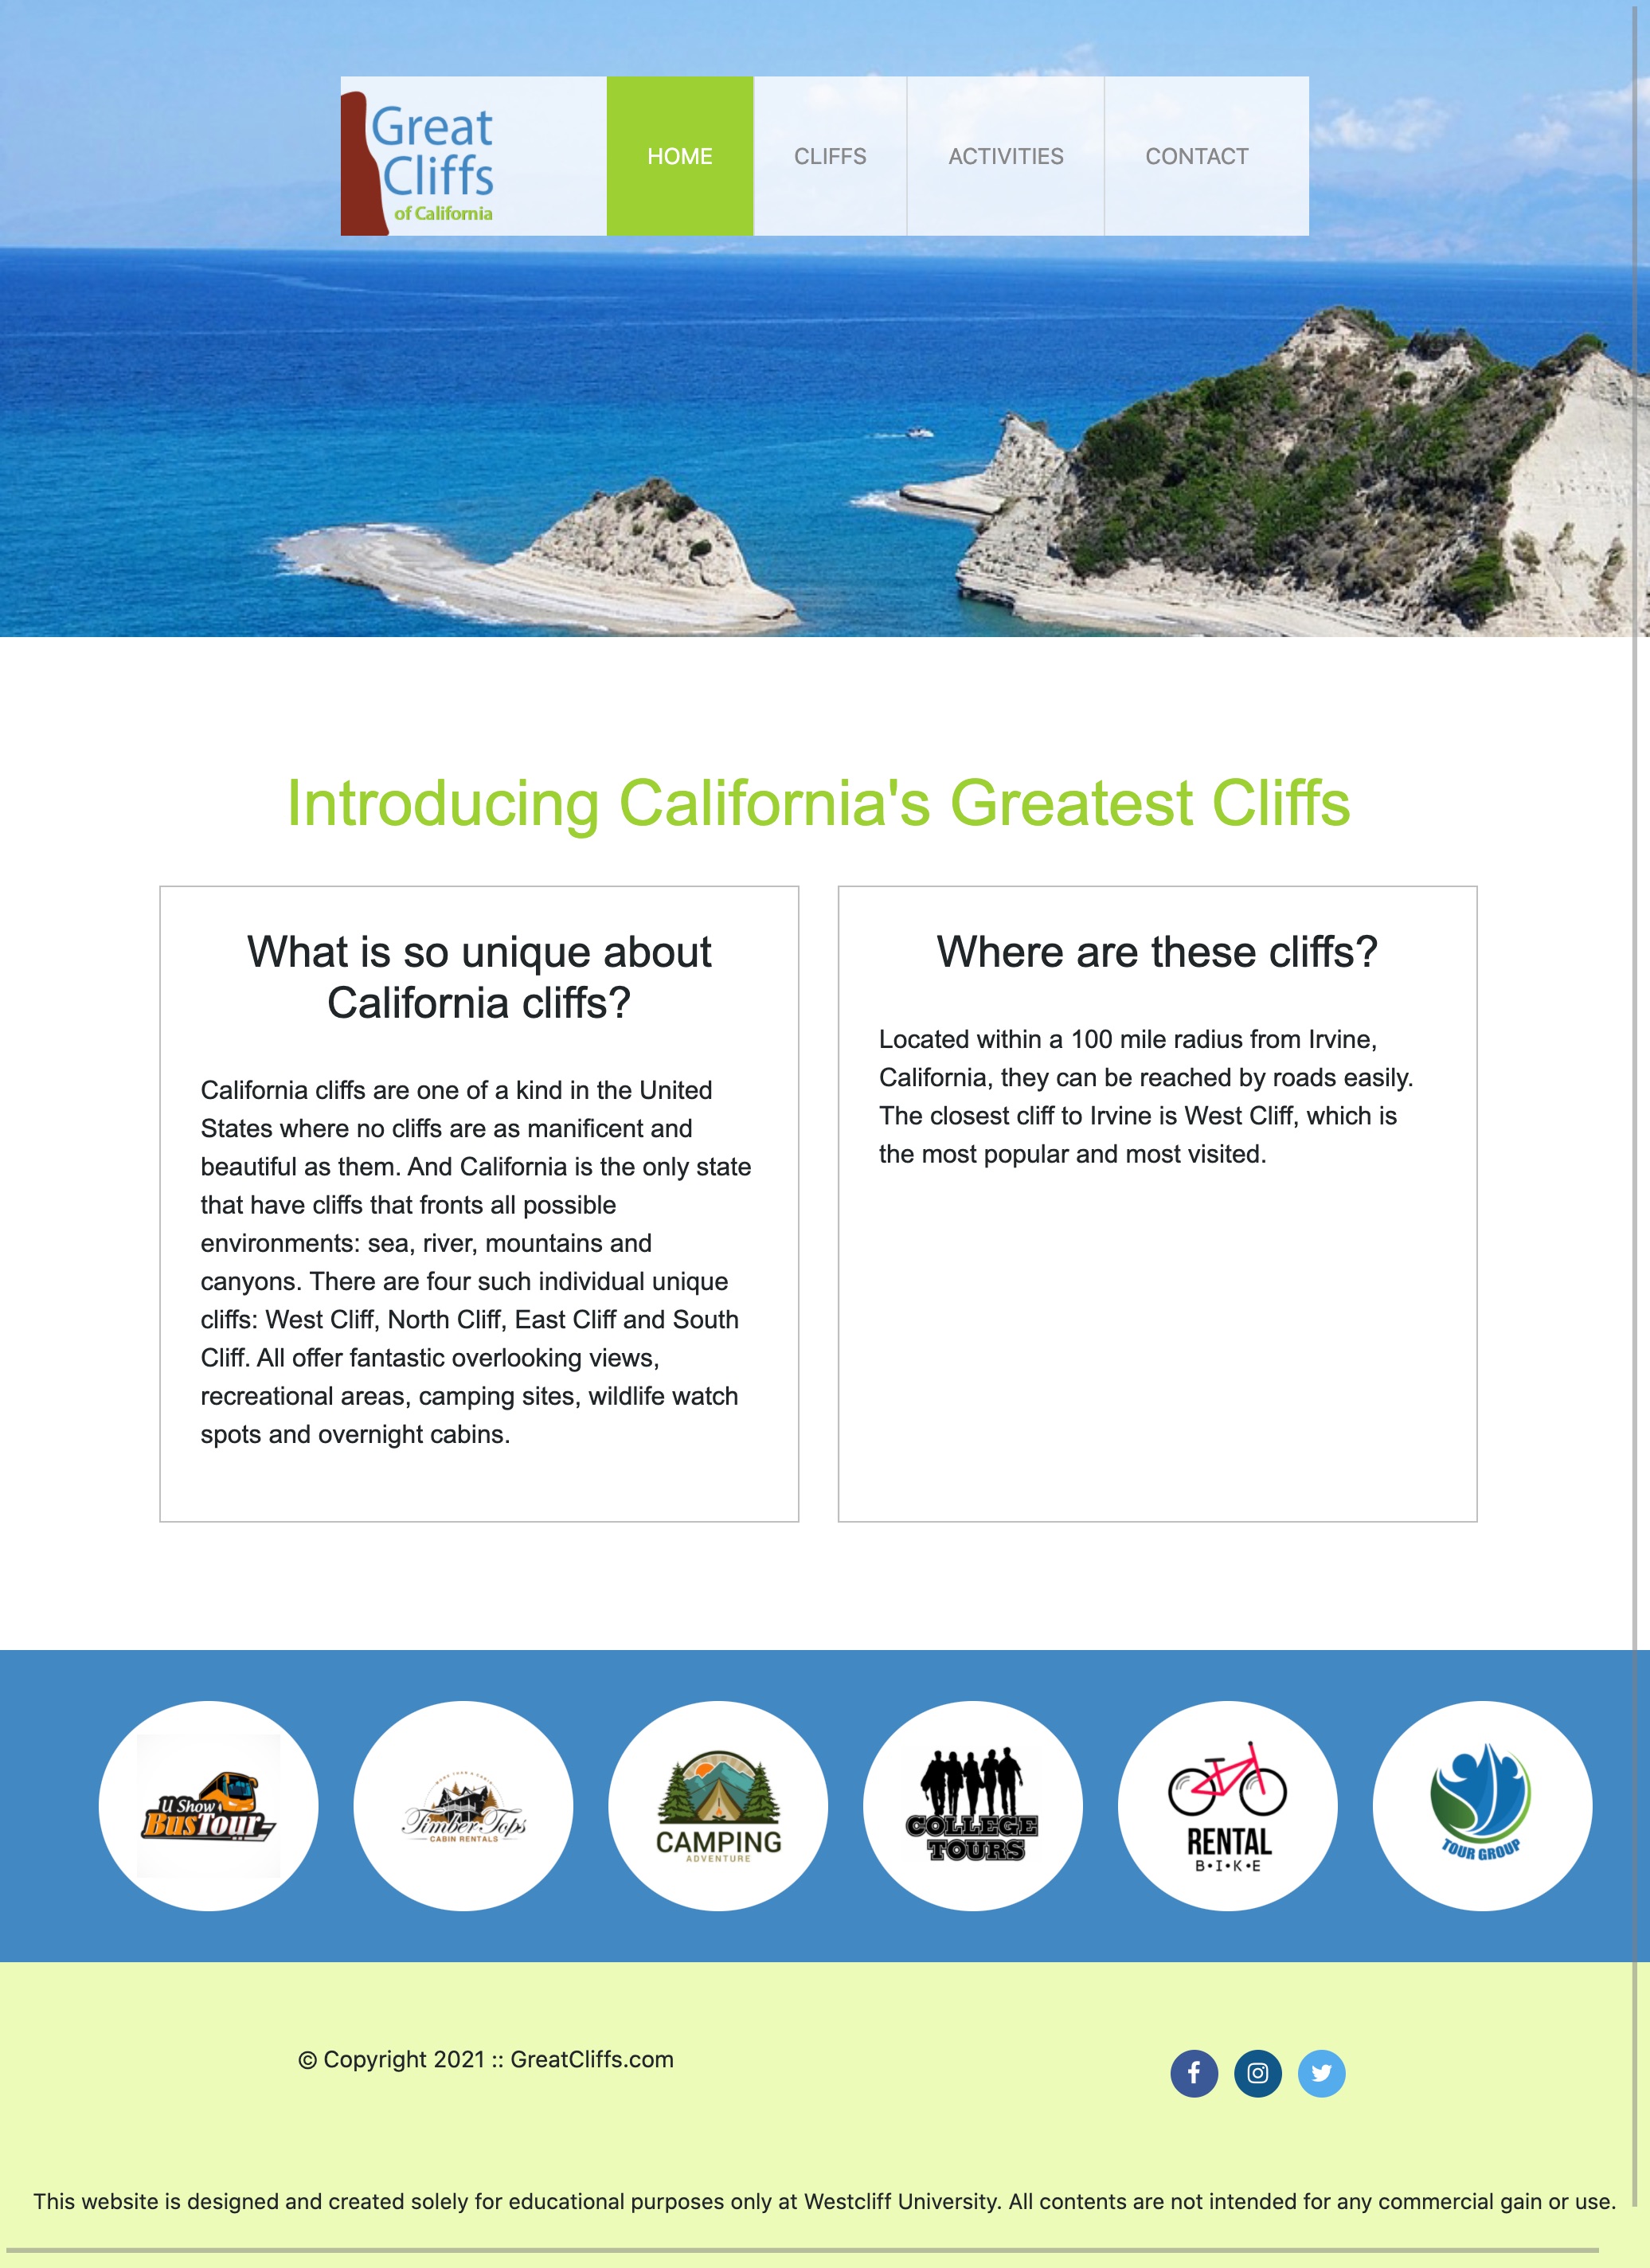 Great
Cliffs
of California
HOME
CLIFFS
ACTIVITIES
CONTACT
Introducing California's Greatest Cliffs
What is so unique about
California cliffs?
California cliffs are one of a kind in the United
States where no cliffs are as manificent and
beautiful as them. And California is the only state
that have cliffs that fronts all possible
environments: sea, river, mountains and
canyons. There are four such individual unique
cliffs: West Cliff, North Cliff, East Cliff and South
Cliff. All offer fantastic overlooking views,
recreational areas, camping sites, wildlife watch
spots and overnight cabins.
Where are these cliffs?
Located within a 100 mile radius from Irvine,
California, they can be reached by roads easily.
The closest cliff to Irvine is West Cliff, which is
the most popular and most visited.
U Show
BusTour
Timber Tops
CABIN RENTALS
CAMPING
ADVENTURE
COLLEGE
TOURS
RENTAL
B•I•K•E
TOUR GROUP
© Copyright 2021 :: GreatCliffs.com
This website is designed and created solely for educational purposes only at Westcliff University. All contents are not intended for any commercial gain or use.